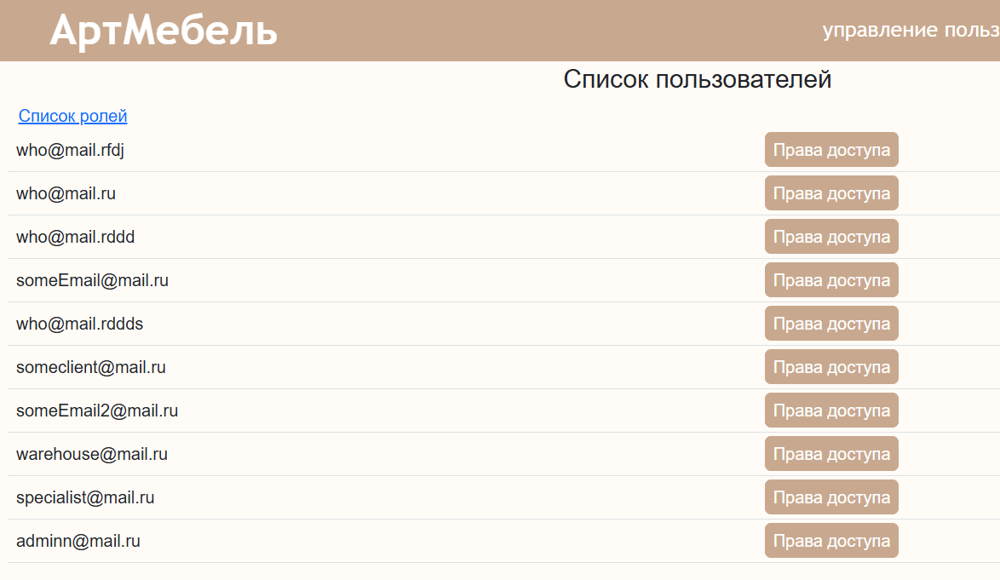 АртМебель
управление
Список пользователей
Список ролей
who@mail.rfdj Права доступа
who@mail.ru Права доступа
who@mail.rddd Права доступа
someEmail@mail.ru Права доступа
who@mail.rddds Права доступа
someclient@mail.ru Права доступа
someEmail2@mail.ru Права доступа
warehouse@mail.ru Права доступа
specialist@mail.ru Права доступа
adminn@mail.ru Права доступа